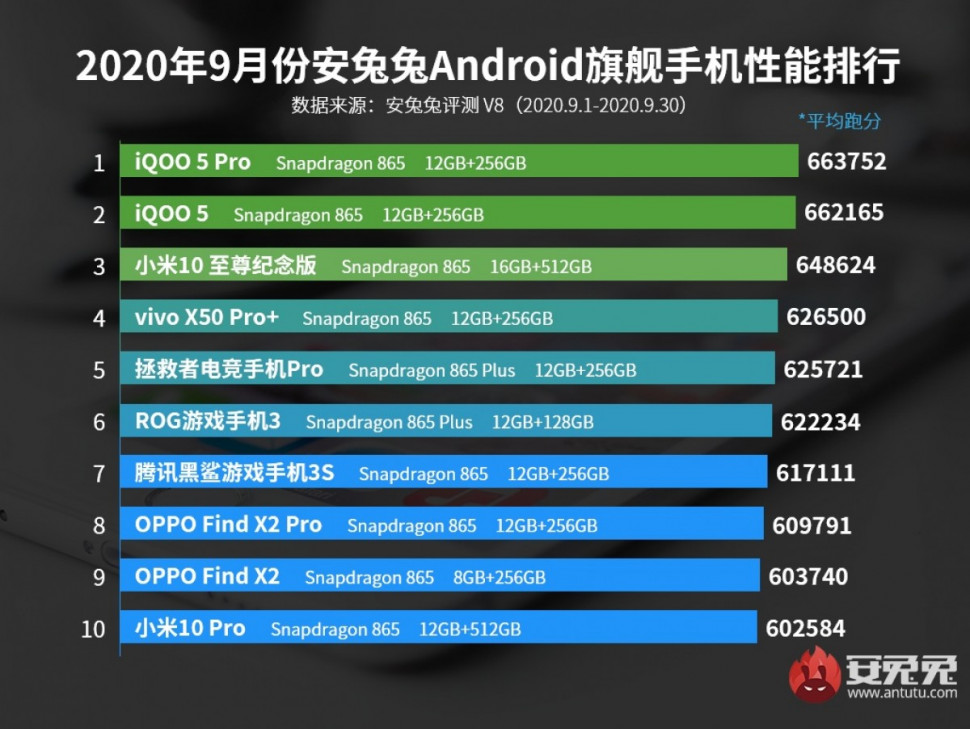 2020年9月份安兔兔Android旗舰手机性能排行
数据来源：安兔兔评测 V8（2020.9.1-2020.9.30）
*平均跑分
1 iQOO 5 Pro Snapdragon 865 12GB+256GB 663752
2 iQOO 5 Snapdragon 865 12GB+256GB 662165
3 小米10 至尊纪念版 Snapdragon 865 16GB+512GB 648624
4 vivo X50 Pro+ Snapdragon 865 12GB+256GB 626500
5 拯救者电竞手机Pro Snapdragon 865 Plus 12GB+256GB 625721
6 ROG游戏手机3 Snapdragon 865 Plus 12GB+128GB 622234
7 腾讯黑鲨游戏手机3S Snapdragon 865 12GB+256GB 617111
8 OPPO Find X2 Pro Snapdragon 865 12GB+256GB 609791
9 OPPO Find X2 Snapdragon 865 8GB+256GB 603740
10 小米10 Pro Snapdragon 865 12GB+512GB 602584
安兔兔
www.antutu.com